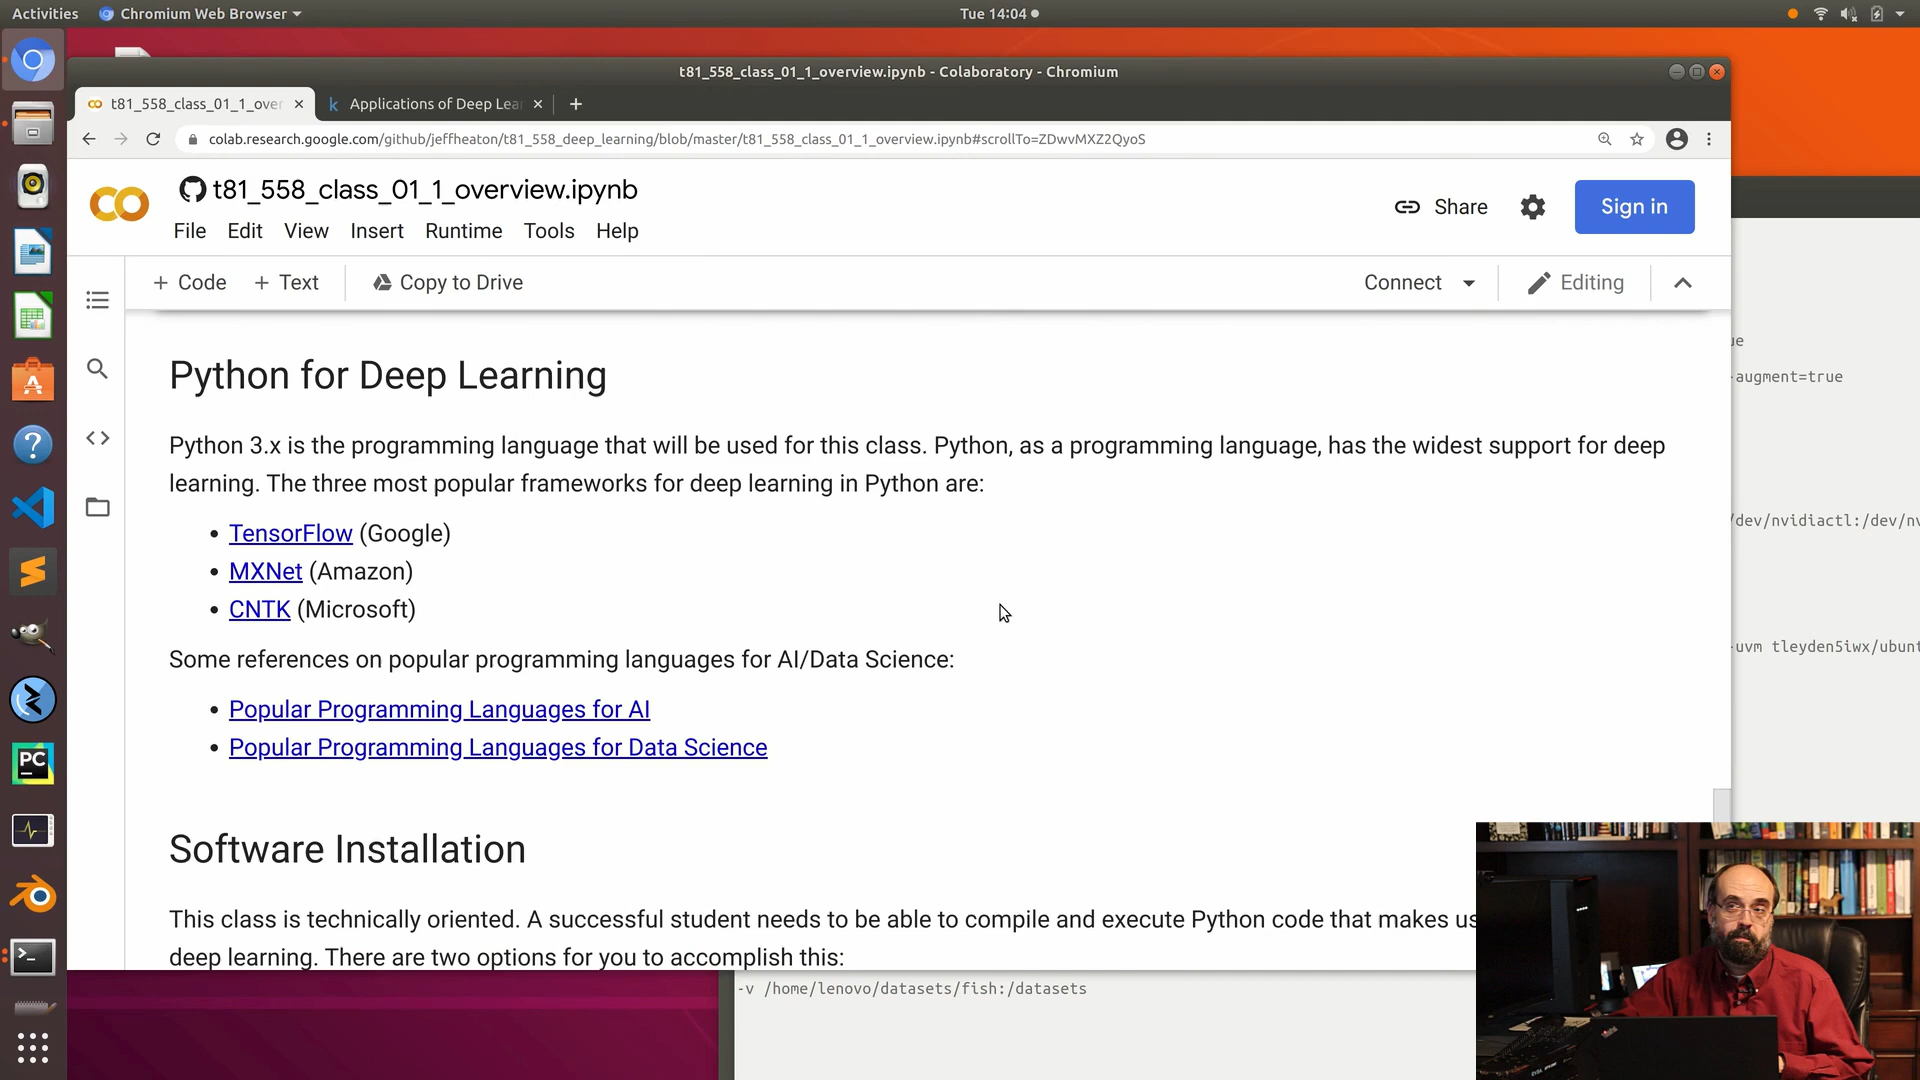 Activities
Chromium Web Browser
Tue 14:04
t81_558_class_01_1_overview.ipynb - Colaboratory - Chromium
t81_558_class_01_1_over
Applications of Deep Lea
colab.research.google.com/github/jeffheaton/t81_558_deep_learning/blob/master/t81_558_class_01_1_overview.ipynb#scrollTo=ZDwvMXZ2QyoS
t81_558_class_01_1_overview.ipynb
File Edit View Insert Runtime Tools Help
Share
Sign in
+ Code + Text
Copy to Drive
Connect
Editing
Python for Deep Learning
Python 3.x is the programming language that will be used for this class. Python, as a programming language, has the widest support for deep
learning. The three most popular frameworks for deep learning in Python are:
• TensorFlow (Google)
• MXNet (Amazon)
• CNTK (Microsoft)
Some references on popular programming languages for AI/Data Science:
• Popular Programming Languages for AI
• Popular Programming Languages for Data Science
Software Installation
This class is technically oriented. A successful student needs to be able to compile and execute Python code that makes us
deep learning. There are two options for you to accomplish this:
-augment=true
/dev/nvidiactl:/dev/nv
-uvm tleyden5iwx/ubunt
-v /home/lenovo/datasets/fish:/datasets
PC